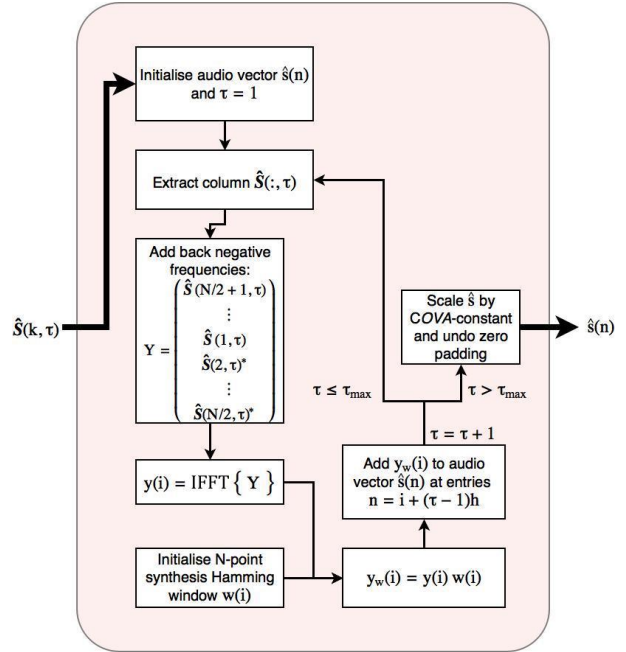 Initialise audio vector ŝ(n)
and τ = 1
Extract column Ŝ(:, τ)
Add back negative
frequencies:
Y =
Ŝ (N/2 + 1, τ)
⋮
Ŝ (1, τ)
Ŝ(2, τ)*
⋮
Ŝ(N/2, τ)*
y(i) = IFFT { Y }
Initialise N-point
synthesis Hamming
window w(i)
y_w(i) = y(i) w(i)
Add y_w(i) to audio
vector ŝ(n) at entries
n = i + (τ − 1)h
τ = τ + 1
τ ≤ τ_max
τ > τ_max
Scale ŝ by
COVA-constant
and undo zero
padding
Ŝ(k, τ)
ŝ(n)